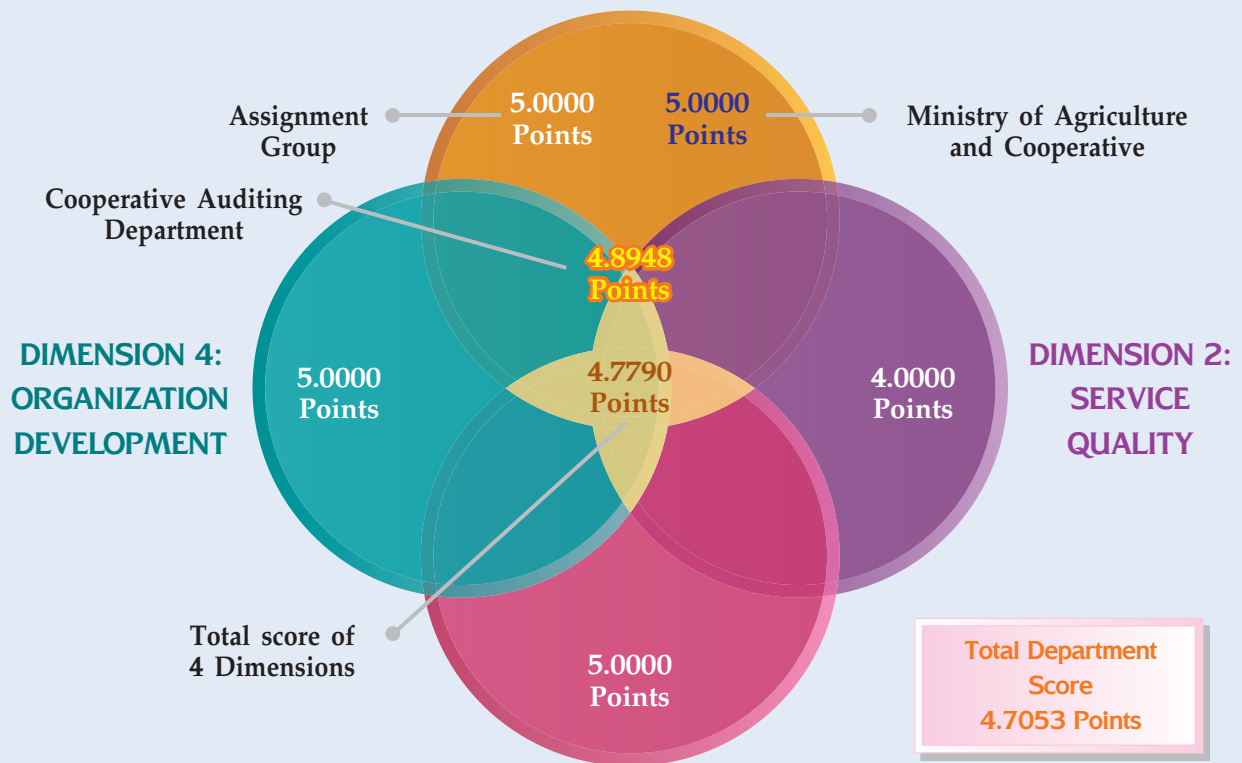 5.0000
Points
5.0000
Points
Assignment
Group
Ministry of Agriculture
and Cooperative
Cooperative Auditing
Department
4.8948
Points
DIMENSION 4:
ORGANIZATION
DEVELOPMENT
5.0000
Points
4.7790
Points
4.0000
Points
DIMENSION 2:
SERVICE
QUALITY
Total score of
4 Dimensions
5.0000
Points
Total Department
Score
4.7053 Points